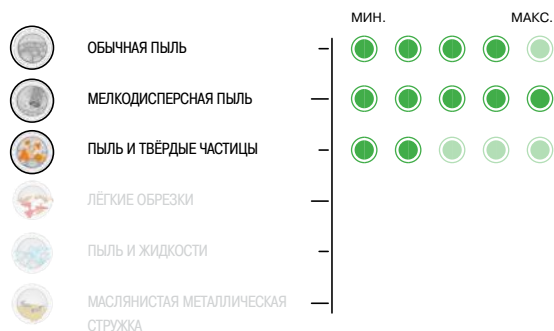 МИН. МАКС.
ОБЫЧНАЯ ПЫЛЬ
МЕЛКОДИСПЕРСНАЯ ПЫЛЬ
ПЫЛЬ И ТВЁРДЫЕ ЧАСТИЦЫ
ЛЁГКИЕ ОБРЕЗКИ
ПЫЛЬ И ЖИДКОСТИ
МАСЛЯНИСТАЯ МЕТАЛЛИЧЕСКАЯ
СТРУЖКА